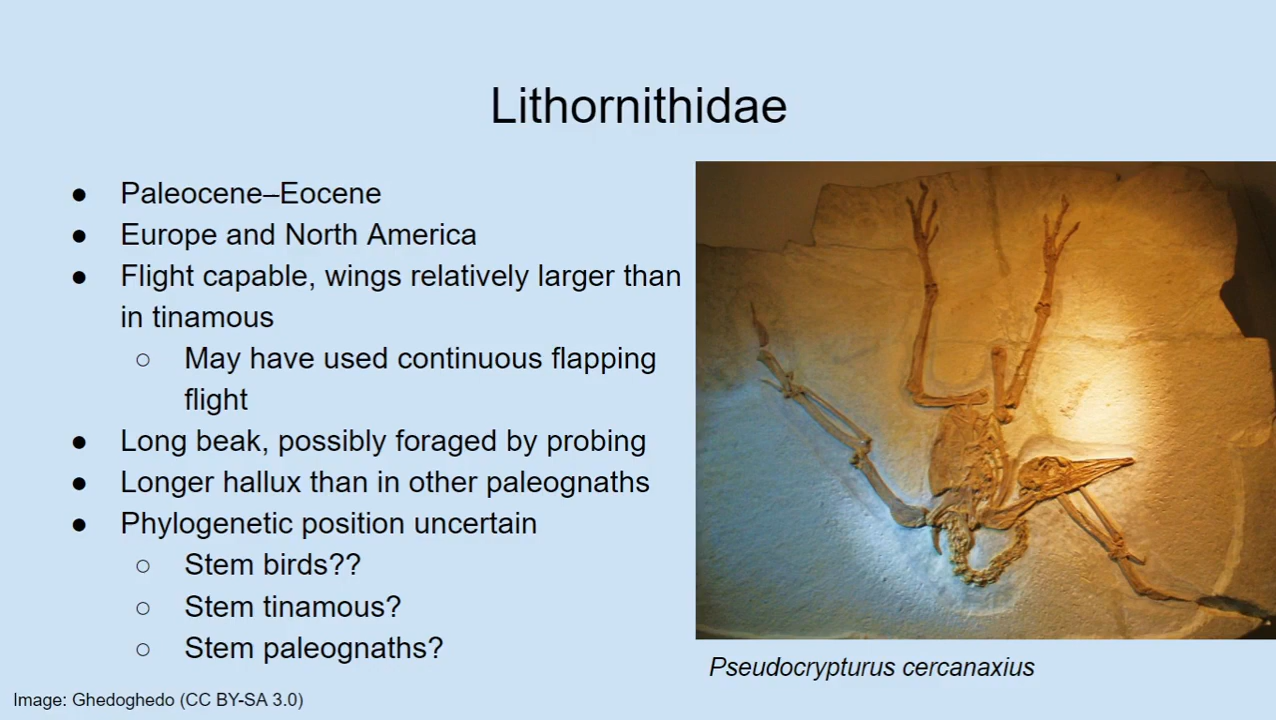 Lithornithidae
● Paleocene–Eocene
● Europe and North America
● Flight capable, wings relatively larger than
in tinamous
○ May have used continuous flapping
flight
● Long beak, possibly foraged by probing
● Longer hallux than in other paleognaths
● Phylogenetic position uncertain
○ Stem birds??
○ Stem tinamous?
○ Stem paleognaths?
Pseudocrypturus cercanaxius
Image: Ghedoghedo (CC BY-SA 3.0)